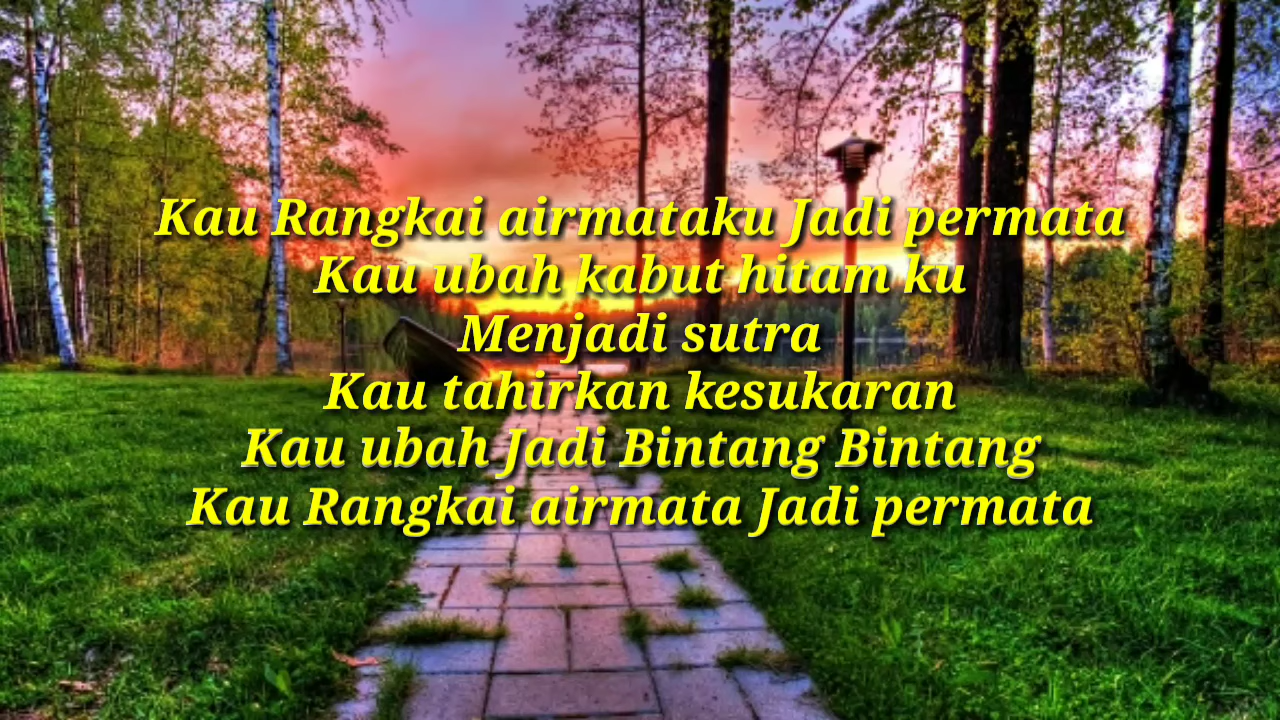 Kau Rangkai airmataku Jadi permata
Kau ubah kabut hitam ku
Menjadi sutra
Kau tahirkan kesukaran
Kau ubah Jadi Bintang Bintang
Kau Rangkai airmata Jadi permata